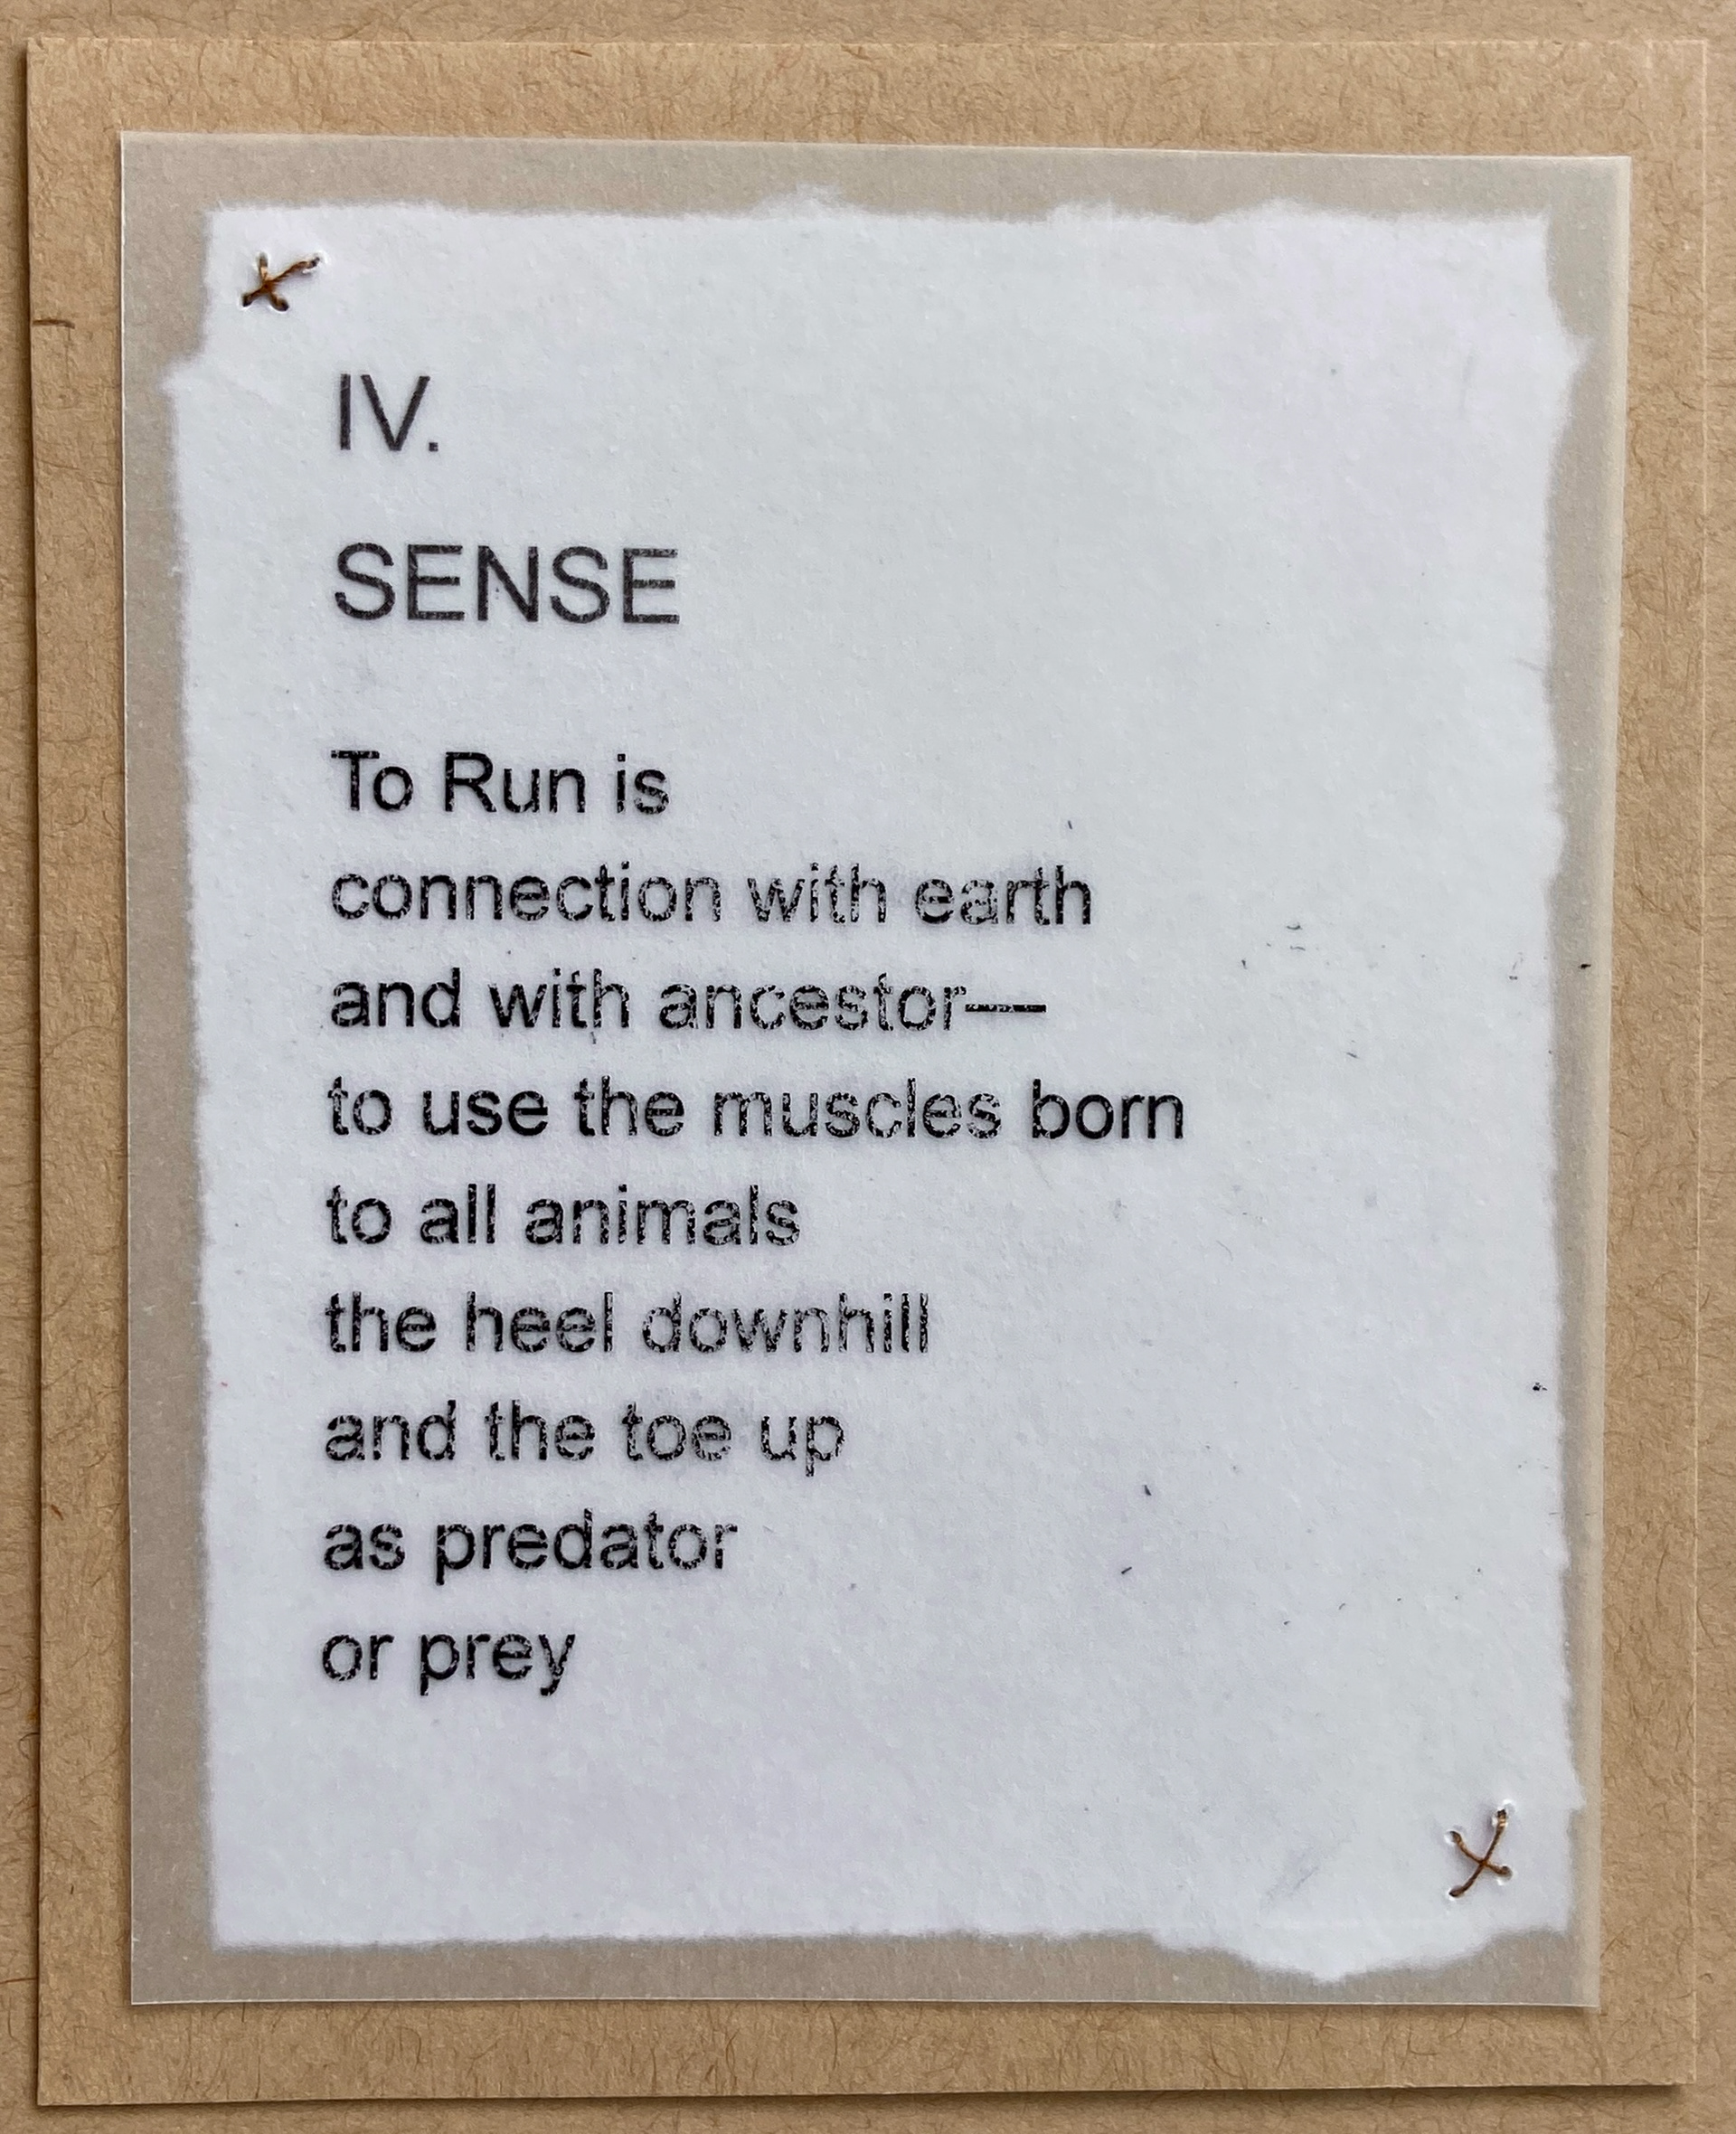 IV.
SENSE
To Run is
connection with earth
and with ancestor—
to use the muscles born
to all animals
the heel downhill
and the toe up
as predator
or prey